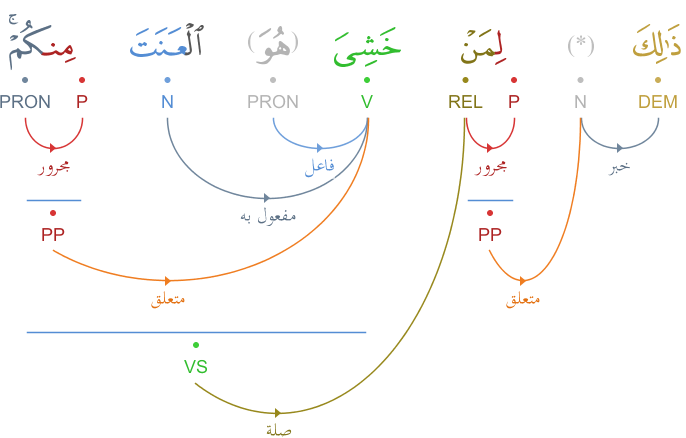 ذَٰلِكَ (*) لِمَنْ خَشِىَ (هُوَ) ٱلْعَنَتَ مِنكُمْ ۚ
DEM N P REL V PRON N P PRON
خبر مجرور فاعل مجرور
مفعول به
PP PP
متعلق متعلق
VS
صلة